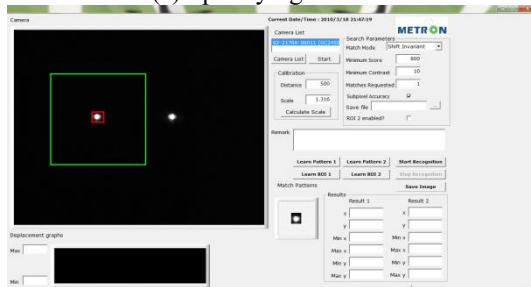 Camera
Current Date/Time : 2010/3/18 21:47:19
METRON
Camera List
Camera List
Start
Calibration
Distance 500
Scale 1.316
Calculate Scale
Search Parameters
Match Mode Shift Invariant
Minimum Score 800
Minimum Contrast 10
Matches Requested 1
Subpixel Accuracy
Save file ...
ROI 2 enabled?
Remark
Learn Pattern 1
Learn Pattern 2
Start Recognition
Learn ROI 1
Learn ROI 2
Stop Recognition
Match Patterns
Save Image
Results
Result 1
Result 2
x
x
y
y
Min x
Min x
Max x
Max x
Min y
Min y
Max y
Max y
Displacement graphs
Max
Min